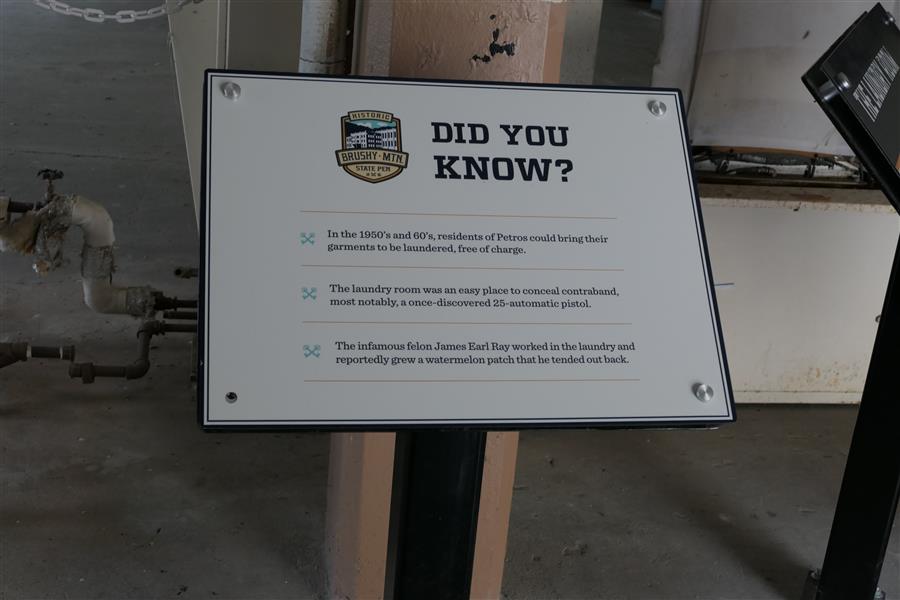 HISTORIC
BRUSHY MTN.
STATE PEN
DID YOU
KNOW?
In the 1950's and 60's, residents of Petros could bring their
garments to be laundered, free of charge.
The laundry room was an easy place to conceal contraband,
most notably, a once-discovered 25-automatic pistol.
The infamous felon James Earl Ray worked in the laundry and
reportedly grew a watermelon patch that he tended out back.
THE LAUNDRY ROOM